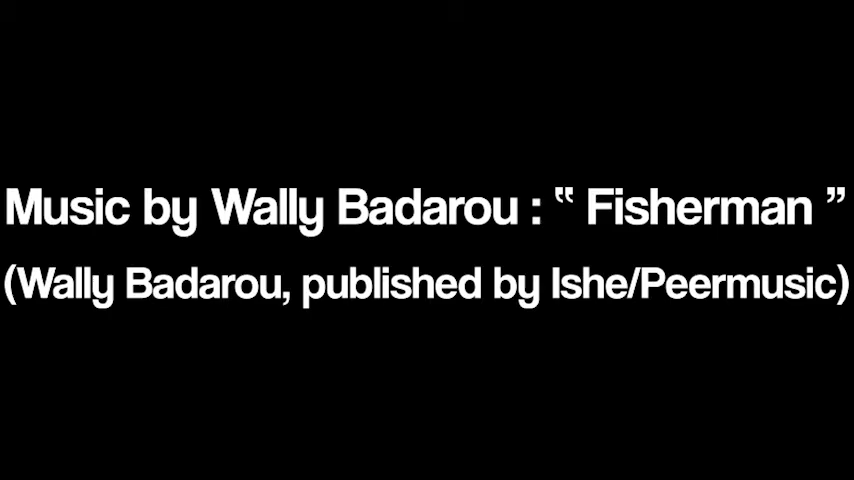 Music by Wally Badarou : “ Fisherman ”
(Wally Badarou, published by Ishe/Peermusic)